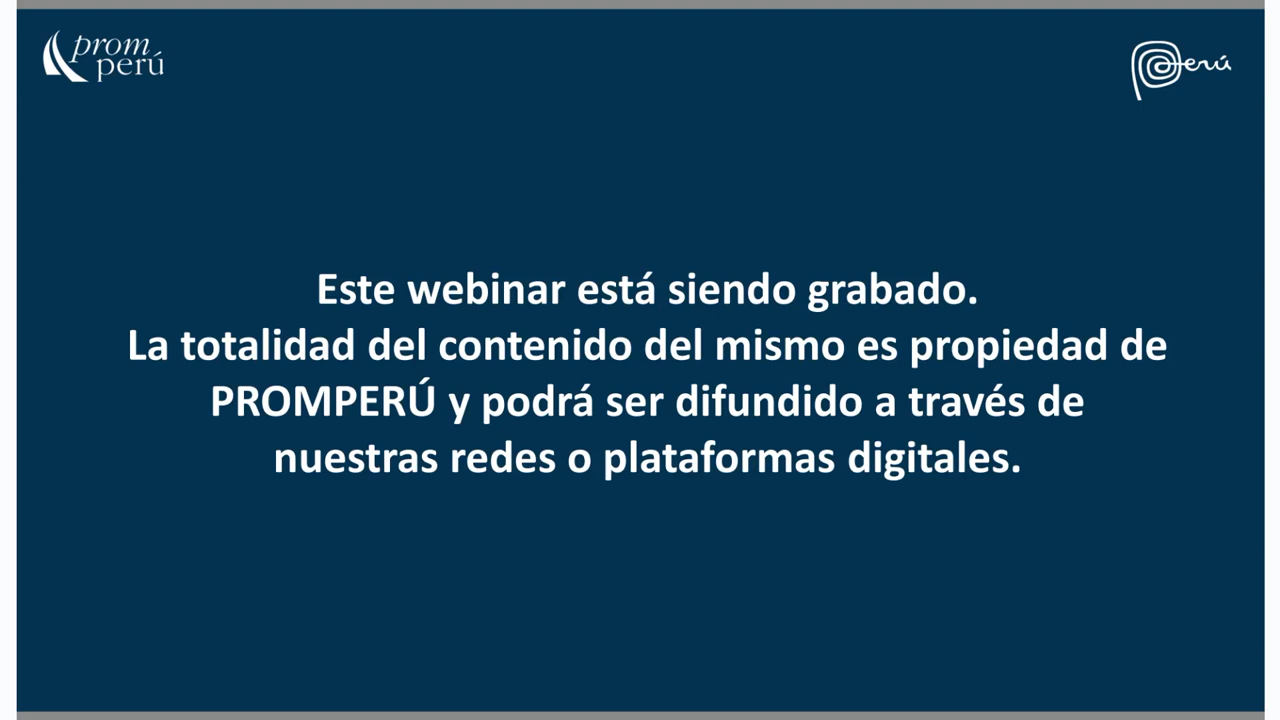 prom
perú
Perú
Este webinar está siendo grabado.
La totalidad del contenido del mismo es propiedad de
PROMPERÚ y podrá ser difundido a través de
nuestras redes o plataformas digitales.